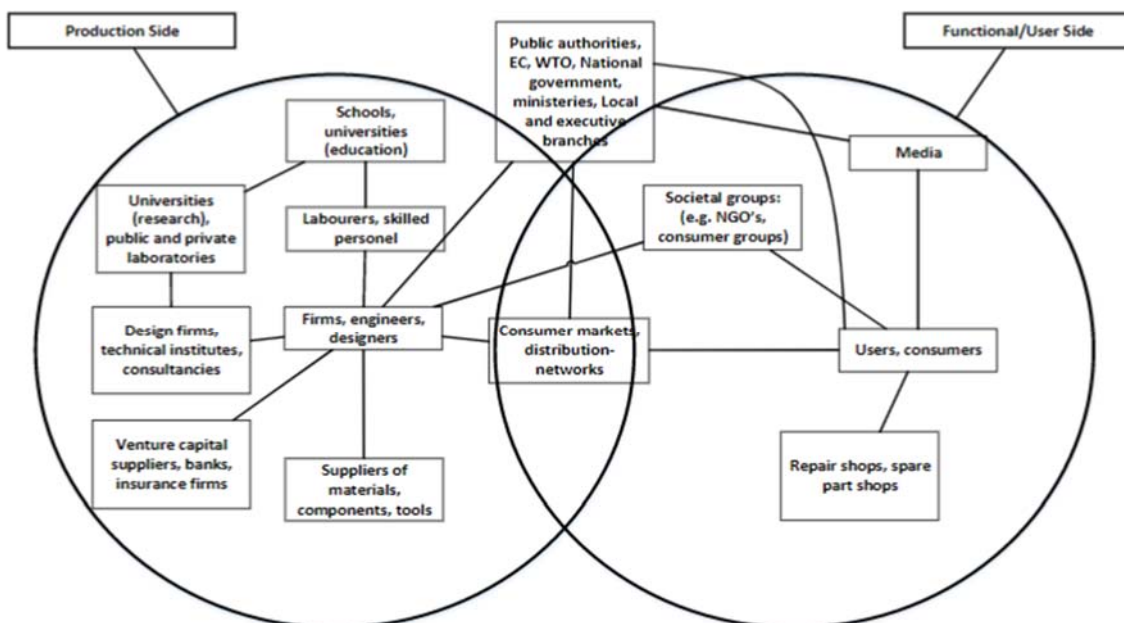 Production Side
Public authorities,
EC, WTO, National
government,
ministeries, Local
and executive
branches
Functional/User Side
Schools,
universities
(education)
Media
Universities
(research),
public and private
laboratories
Labourers, skilled
personel
Societal groups:
(e.g. NGO's,
consumer groups)
Design firms,
technical institutes,
consultancies
Firms, engineers,
designers
Consumer markets,
distribution-
networks
Users, consumers
Venture capital
suppliers, banks,
insurance firms
Suppliers of
materials,
components, tools
Repair shops, spare
part shops